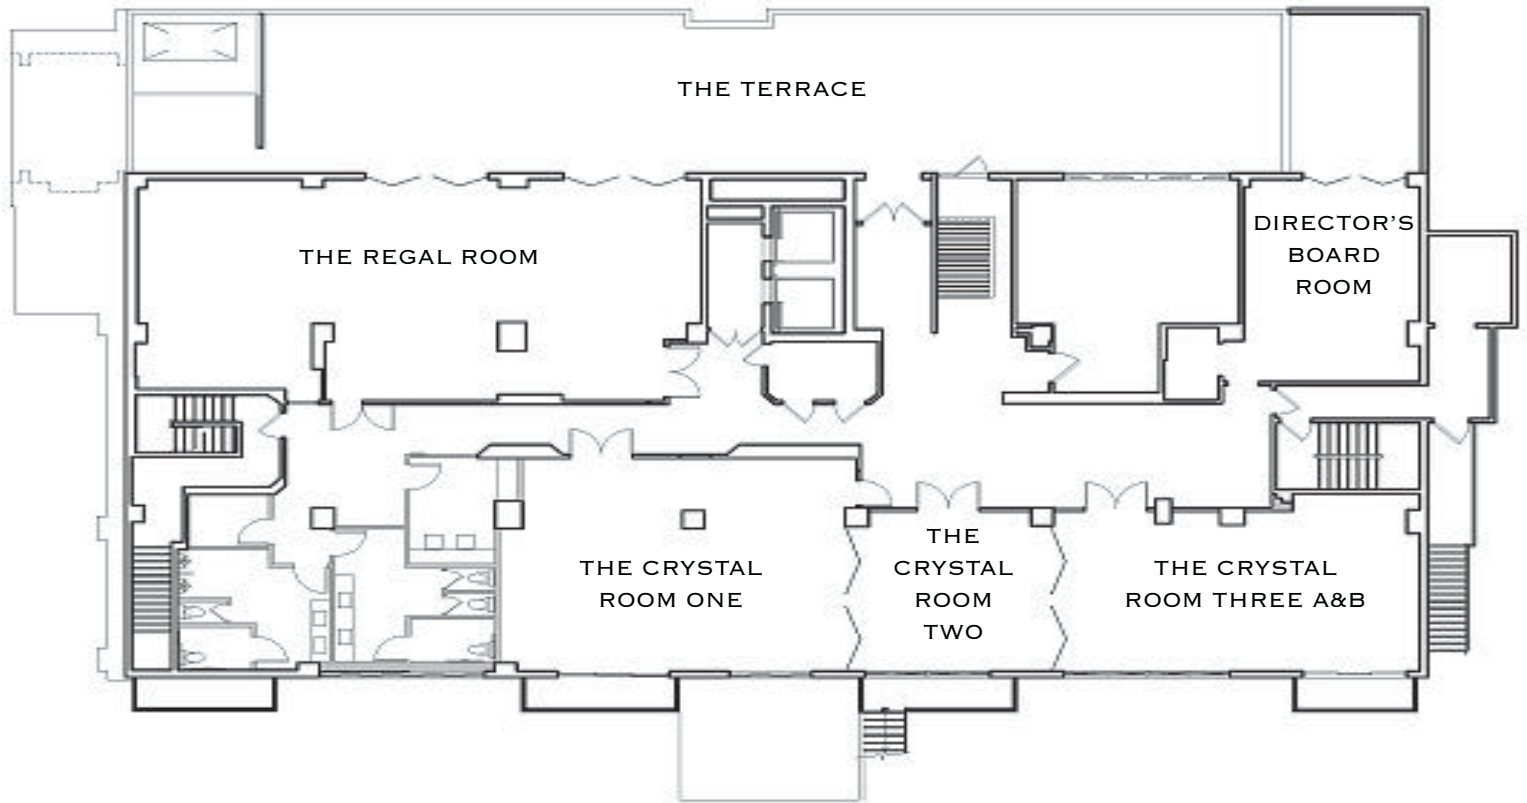 THE TERRACE
THE REGAL ROOM
DIRECTOR'S
BOARD
ROOM
THE CRYSTAL
ROOM ONE
THE
CRYSTAL
ROOM
TWO
THE CRYSTAL
ROOM THREE A&B